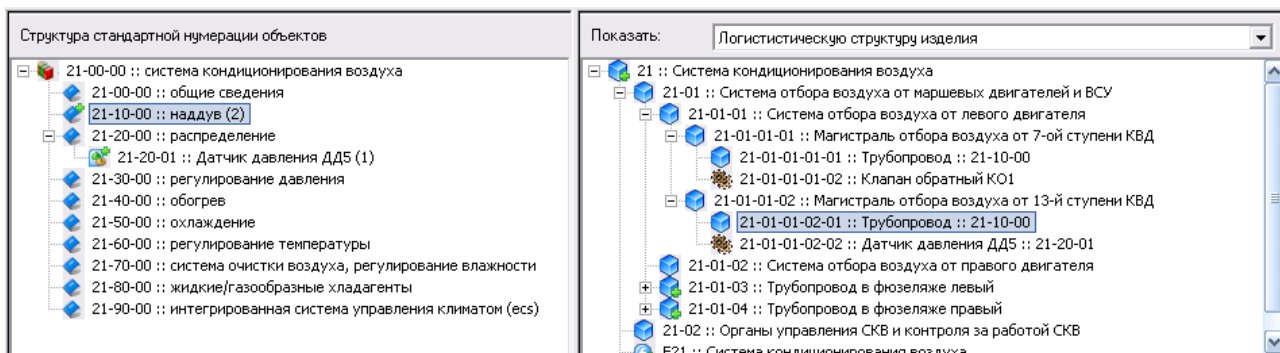 Структура стандартной нумерации объектов
21-00-00 :: система кондиционирования воздуха
21-00-00 :: общие сведения
21-10-00 :: наддув (2)
21-20-00 :: распределение
21-20-01 :: Датчик давления ДД5 (1)
21-30-00 :: регулирование давления
21-40-00 :: обогрев
21-50-00 :: охлаждение
21-60-00 :: регулирование температуры
21-70-00 :: система очистки воздуха, регулирование влажности
21-80-00 :: жидкие/газообразные хладагенты
21-90-00 :: интегрированная система управления климатом (ecs)
Показать: Логистистическую структуру изделия
21 :: Система кондиционирования воздуха
21-01 :: Система отбора воздуха от маршевых двигателей и ВСУ
21-01-01 :: Система отбора воздуха от левого двигателя
21-01-01-01 :: Магистраль отбора воздуха от 7-ой ступени КВД
21-01-01-01-01 :: Трубопровод :: 21-10-00
21-01-01-01-02 :: Клапан обратный КО1
21-01-01-02 :: Магистраль отбора воздуха от 13-й ступени КВД
21-01-01-02-01 :: Трубопровод :: 21-10-00
21-01-01-02-02 :: Датчик давления ДД5 :: 21-20-01
21-01-02 :: Система отбора воздуха от правого двигателя
21-01-03 :: Трубопровод в фюзеляже левый
21-01-04 :: Трубопровод в фюзеляже правый
21-02 :: Органы управления СКВ и контроля за работой СКВ
F21 :: Система кондиционирования воздуха